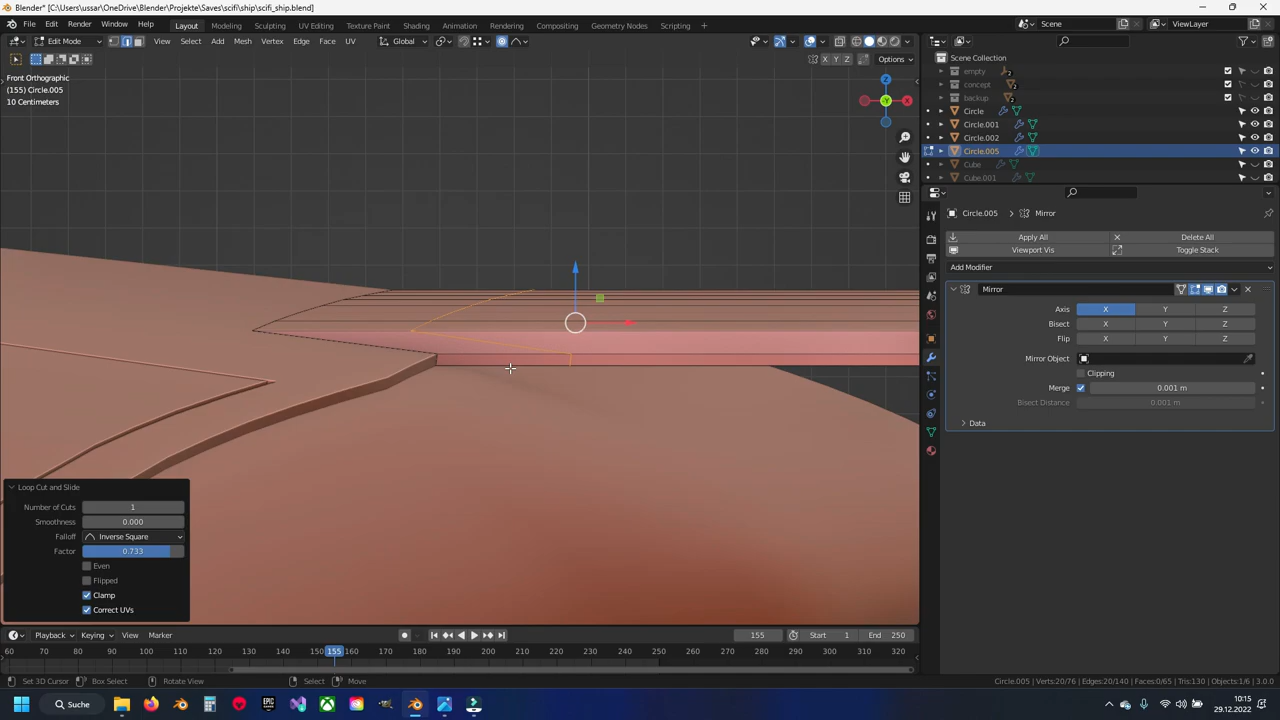 Blender* [C:\Users\ussar\OneDrive\Blender\Projekte\Saves\scifi\ship\scifi_ship.blend]
File Edit Render Window Help Layout Modeling Sculpting UV Editing Texture Paint Shading Animation Rendering Compositing Geometry Nodes Scripting + Scene ViewLayer
Edit Mode View Select Add Mesh Vertex Edge Face UV Global
X Y Z Options
Front Orthographic
(155) Circle.005
10 Centimeters
Z
-Y
X
Scene Collection
empty 2
concept 2
backup 2
Circle
Circle.001
Circle.002
Circle.005
Cube
Cube.001
Circle.005 > Mirror
Apply All Delete All
Viewport Vis Toggle Stack
Add Modifier
Mirror
Axis X Y Z
Bisect X Y Z
Flip X Y Z
Mirror Object
Clipping
Merge 0.001 m
Bisect Distance 0.001 m
Data
Loop Cut and Slide
Number of Cuts 1
Smoothness 0.000
Falloff Inverse Square
Factor 0.733
Even
Flipped
Clamp
Correct UVs
Playback Keying View Marker 155 Start 1 End 250
60 70 80 90 100 110 120 130 140 150 155 160 170 180 190 200 210 220 230 240 250 260 270 280 290 300 310 320
Set 3D Cursor Box Select Rotate View Select Move Circle.005 | Verts:20/76 | Edges:20/140 | Faces:0/65 | Tris:130 | Objects:1/6 | 3.0.0
Suche
EPIC GAMES
10:15
29.12.2022